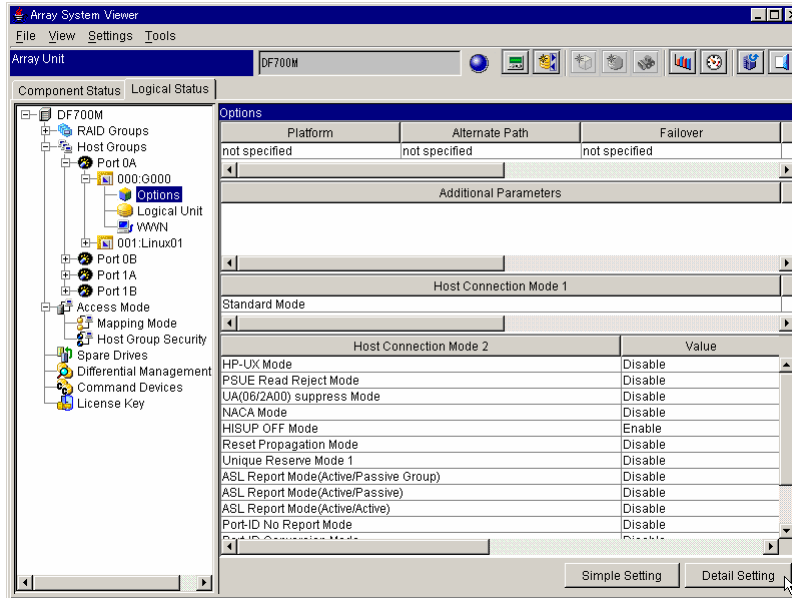 Array System Viewer
File View Settings Tools
Array Unit
DF700M
Component Status Logical Status
DF700M
RAID Groups
Host Groups
Port 0A
000:G000
Options
Logical Unit
WWN
001:Linux01
Port 0B
Port 1A
Port 1B
Access Mode
Mapping Mode
Host Group Security
Spare Drives
Differential Management
Command Devices
License Key
Options
Platform Alternate Path Failover
not specified not specified not specified
Additional Parameters
Host Connection Mode 1
Standard Mode
Host Connection Mode 2 Value
HP-UX Mode Disable
PSUE Read Reject Mode Disable
UA(06/2A00) suppress Mode Disable
NACA Mode Disable
HISUP OFF Mode Enable
Reset Propagation Mode Disable
Unique Reserve Mode 1 Disable
ASL Report Mode(Active/Passive Group) Disable
ASL Report Mode(Active/Passive) Disable
ASL Report Mode(Active/Active) Disable
Port-ID No Report Mode Disable
Port-ID Conversion Mode Disable
Simple Setting Detail Setting